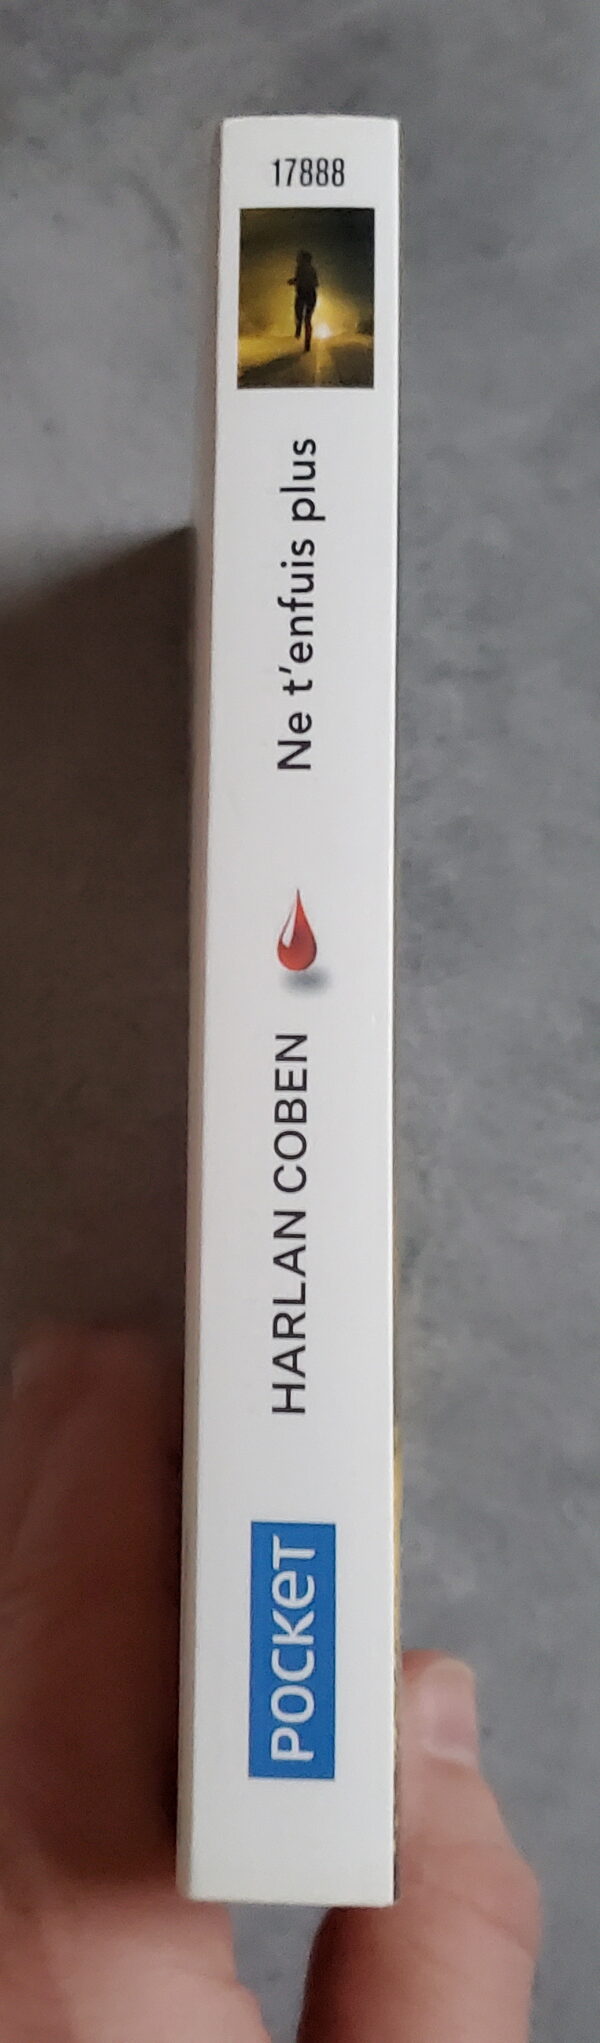 17888
Ne t'enfuis plus
HARLAN COBEN
POCKET